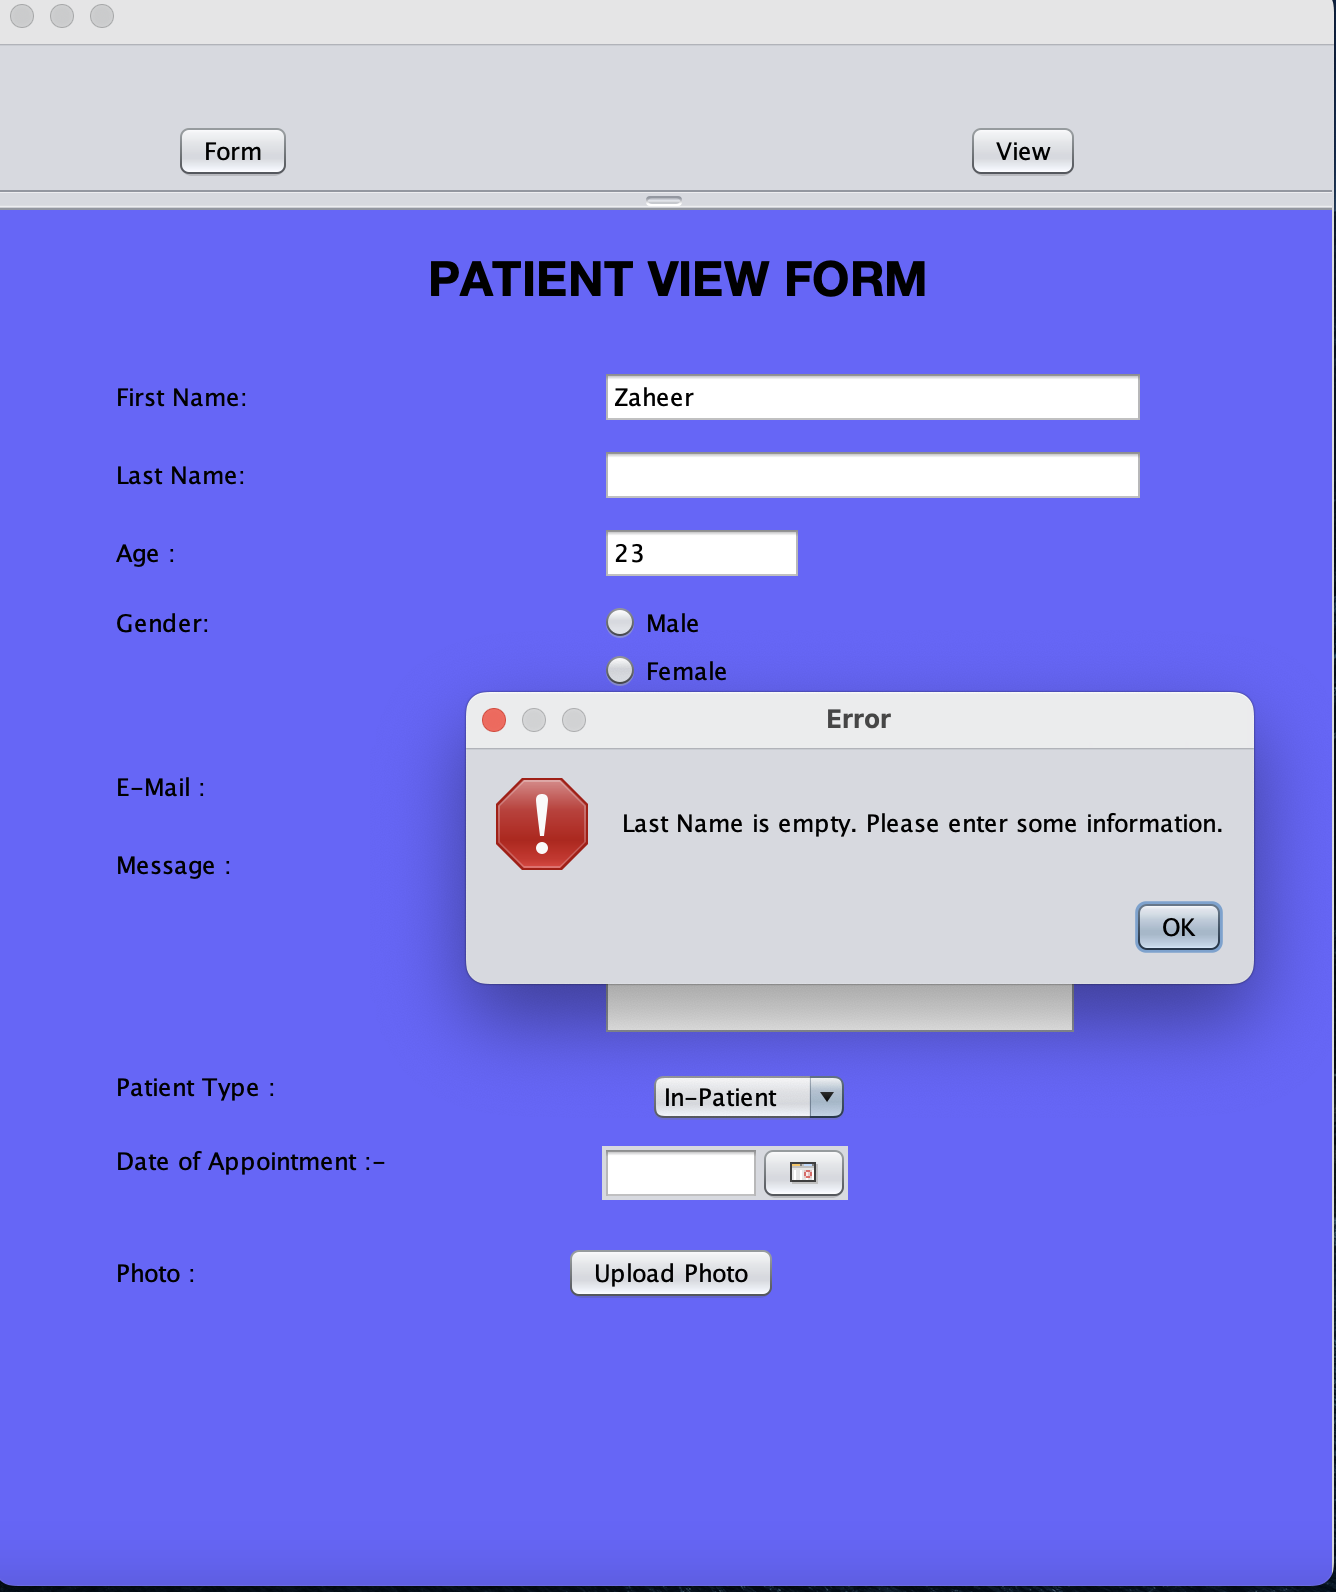 Form View
PATIENT VIEW FORM
First Name: Zaheer
Last Name:
Age : 23
Gender: Male
Female
Error
E-Mail :
Last Name is empty. Please enter some information.
Message :
OK
Patient Type : In-Patient
Date of Appointment :-
Photo : Upload Photo